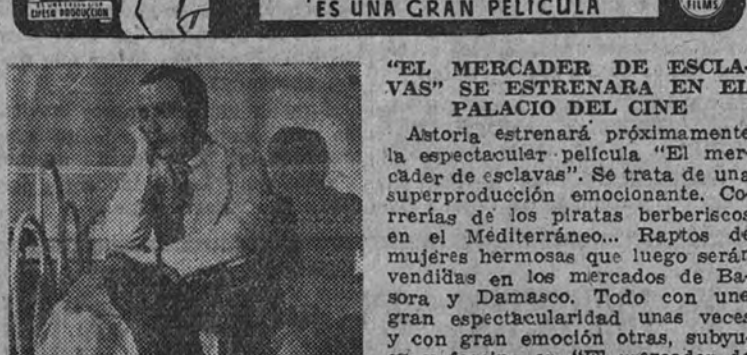 ES UNA GRAN PELICULA
FILMS
"EL MERCADER DE ESCLA-
VAS" SE ESTRENARA EN EL
PALACIO DEL CINE
Astoria estrenará próximamente
la espectacular película "El mer-
cader de esclavas". Se trata de una
superproducción emocionante. Co-
rrerías de los piratas berberiscos
en el Méditerráneo... Raptos de
mujeres hermosas que luego serán
vendidas en los mercados de Ba-
sora y Damasco. Todo con une
gran espectacularidad unas veces
y con gran emoción otras, subyu-